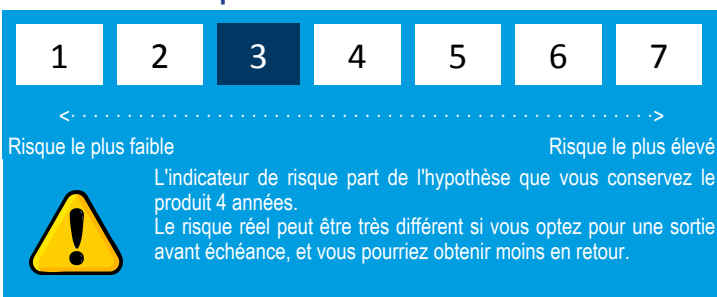 1 2 3 4 5 6 7
<· · · · · · · · · · · · · · · · · · · · · · · · · · · · · · · · · · · · · · · · · · · · · · · · · · · ·>
Risque le plus faible Risque le plus élevé
L'indicateur de risque part de l'hypothèse que vous conservez le
produit 4 années.
Le risque réel peut être très différent si vous optez pour une sortie
avant échéance, et vous pourriez obtenir moins en retour.